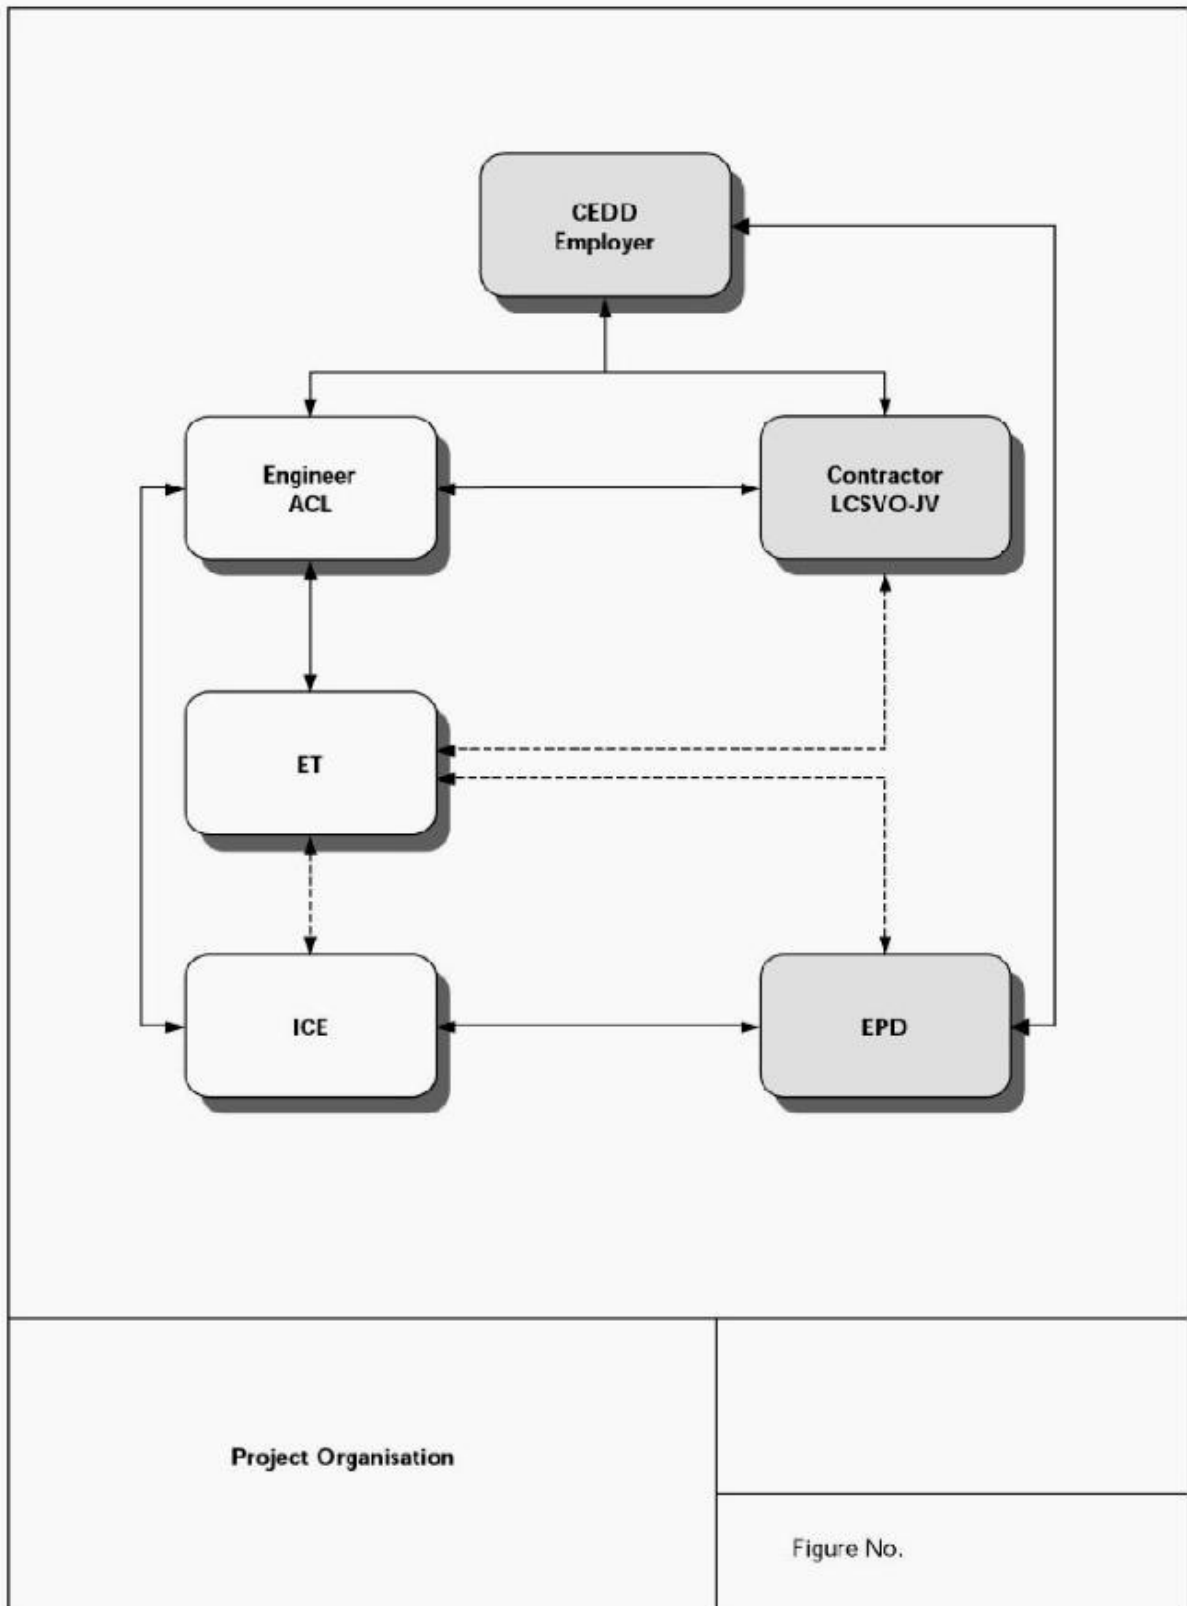 CEDD
Employer
Engineer
ACL
Contractor
LCSVO-JV
ET
ICE
EPD
Project Organisation
Figure No.